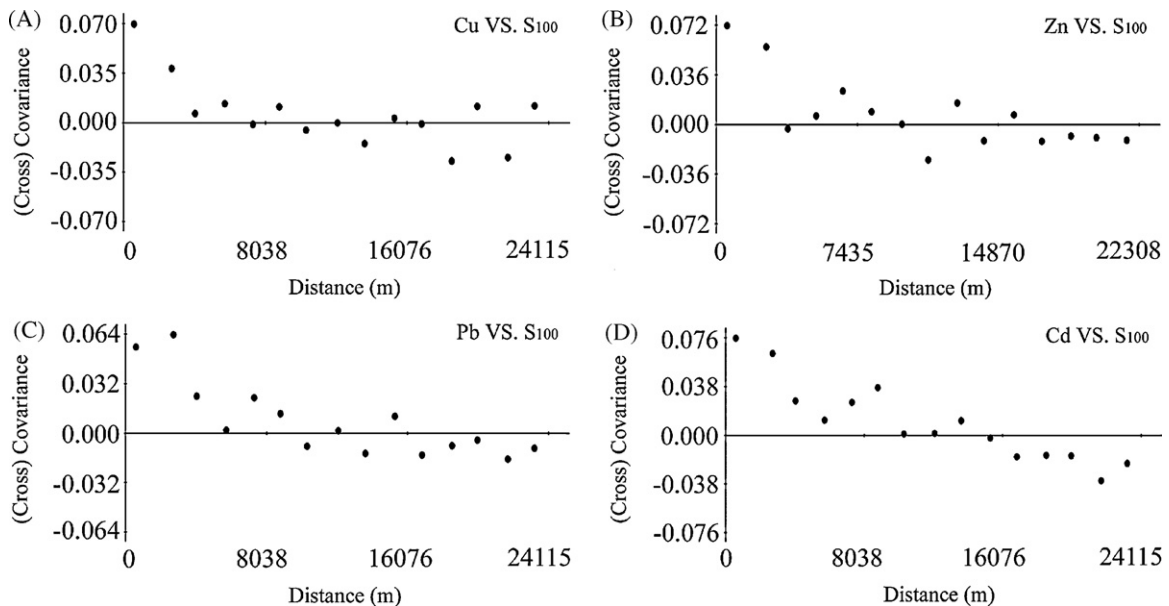 (A)
Cu VS. S100
(Cross) Covariance
0.070
0.035
0.000
-0.035
-0.070
0 8038 16076 24115
Distance (m)
(B)
Zn VS. S100
(Cross) Covariance
0.072
0.036
0.000
-0.036
-0.072
0 7435 14870 22308
Distance (m)
(C)
Pb VS. S100
(Cross) Covariance
0.064
0.032
0.000
-0.032
-0.064
0 8038 16076 24115
Distance (m)
(D)
Cd VS. S100
(Cross) Covariance
0.076
0.038
0.000
-0.038
-0.076
0 8038 16076 24115
Distance (m)